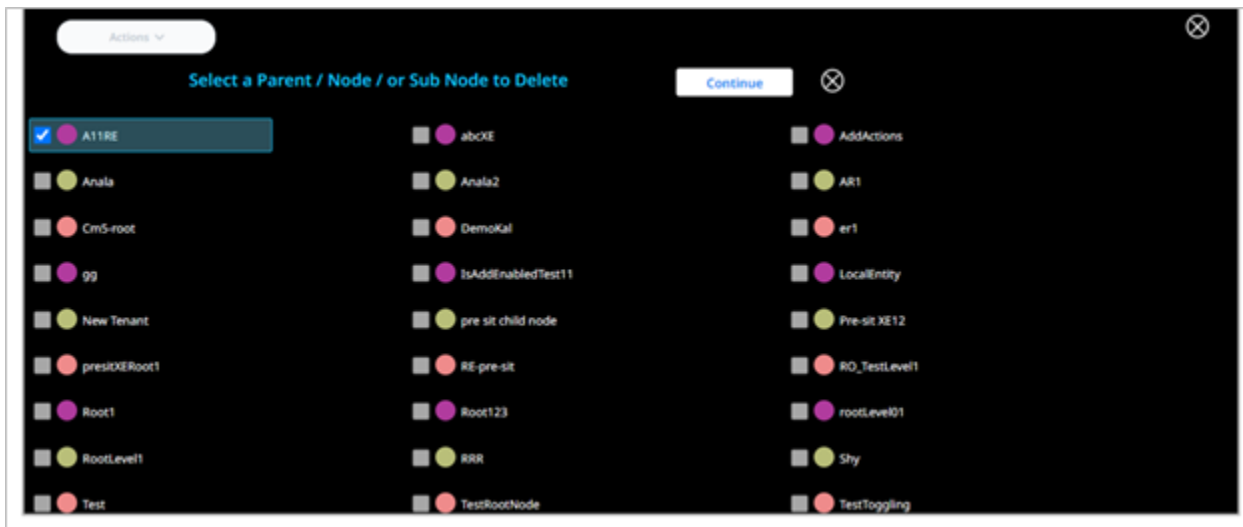 Actions
Select a Parent / Node / or Sub Node to Delete Continue
A11RE abcXE AddActions
Anala Anala2 AR1
Cm5-root DemoKal er1
gg IsAddEnabledTest11 LocalEntity
New Tenant pre sit child node Pre-sit XE12
presitXERoot1 RE-pre-sit RO_TestLevel1
Root1 Root123 rootLevel01
RootLevel1 RRR Shy
Test TestRootNode TestToggling